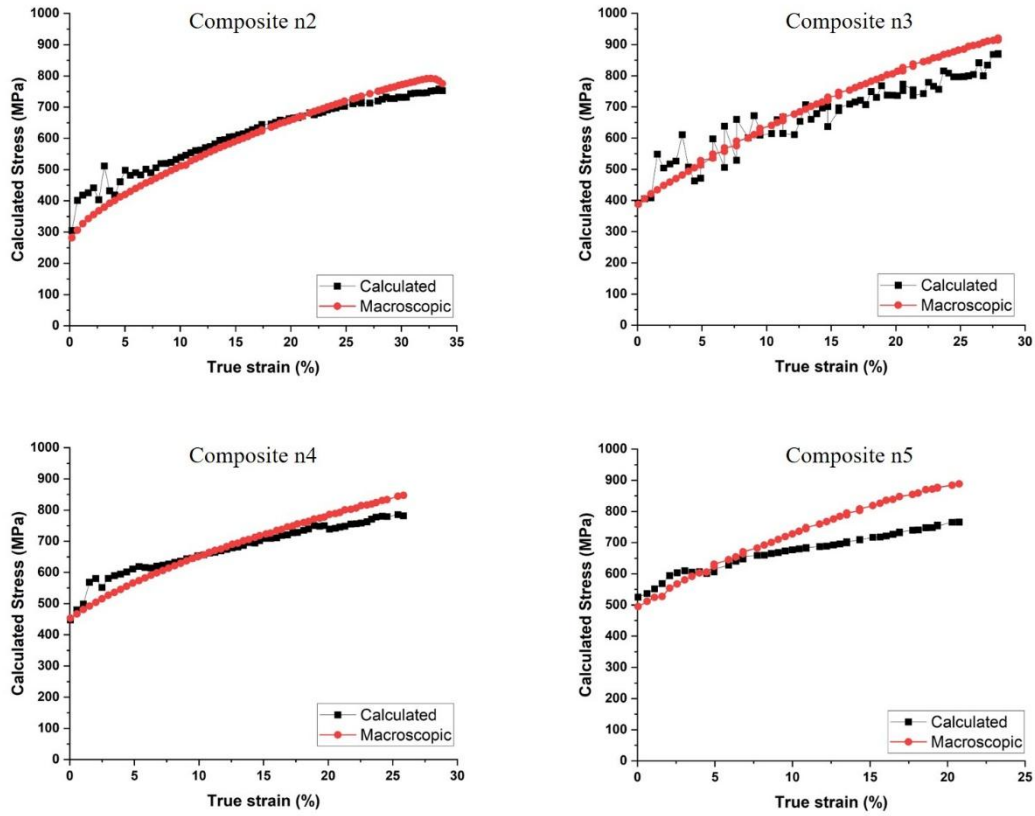 Composite n2
1000
900
800
700
600
500
400
300
200
100
0
Calculated Stress (MPa)
Calculated
Macroscopic
0 5 10 15 20 25 30 35
True strain (%)
Composite n3
1000
900
800
700
600
500
400
300
200
100
0
Calculated Stress (MPa)
Calculated
Macroscopic
0 5 10 15 20 25 30
True strain (%)
Composite n4
1000
900
800
700
600
500
400
300
200
100
0
Calculated Stress (MPa)
Calculated
Macroscopic
0 5 10 15 20 25 30
True strain (%)
Composite n5
1000
900
800
700
600
500
400
300
200
100
0
Calculated Stress (MPa)
Calculated
Macroscopic
0 5 10 15 20 25
True strain (%)